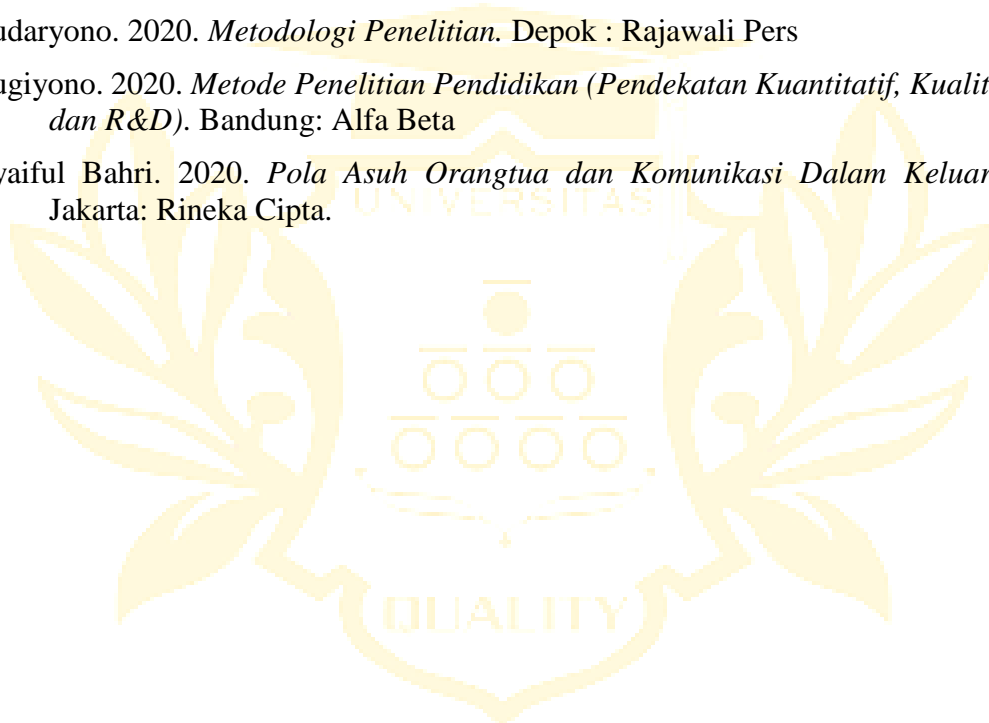 udaryono. 2020. Metodologi Penelitian. Depok : Rajawali Pers
ugiyono. 2020. Metode Penelitian Pendidikan (Pendekatan Kuantitatif, Kualit
dan R&D). Bandung: Alfa Beta
yaiful Bahri. 2020. Pola Asuh Orangtua dan Komunikasi Dalam Keluar
Jakarta: Rineka Cipta.
UNIVERSITAS
QUALITY